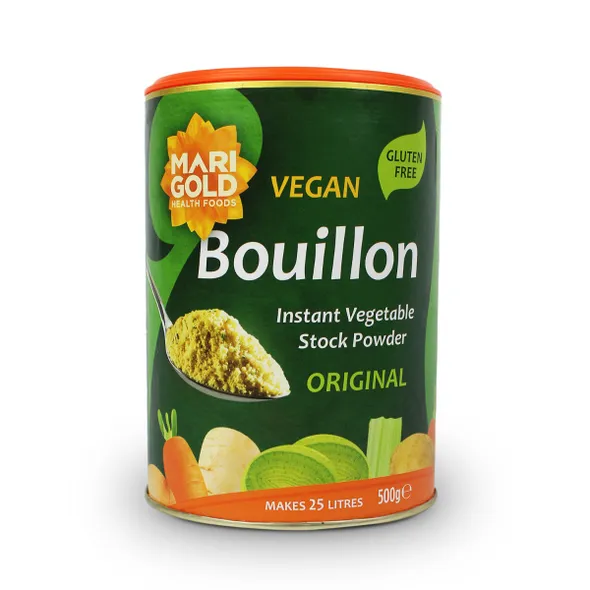 MARI
GOLD
HEALTH FOODS
GLUTEN
FREE
VEGAN
Bouillon
Instant Vegetable
Stock Powder
ORIGINAL
MAKES 25 LITRES 500g℮